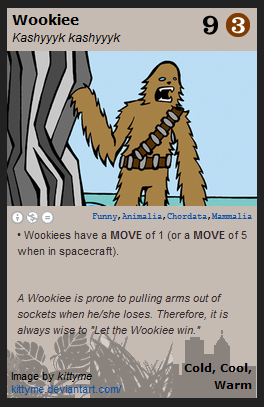 Wookiee
9 3
Kashyyyk kashyyyk
Funny,Animalia,Chordata,Mammalia
• Wookiees have a MOVE of 1 (or a MOVE of 5
when in spacecraft).
A Wookiee is prone to pulling arms out of
sockets when he/she loses. Therefore, it is
always wise to "Let the Wookiee win."
Cold, Cool,
Warm
Image by kittyme
kittyme.deviantart.com/